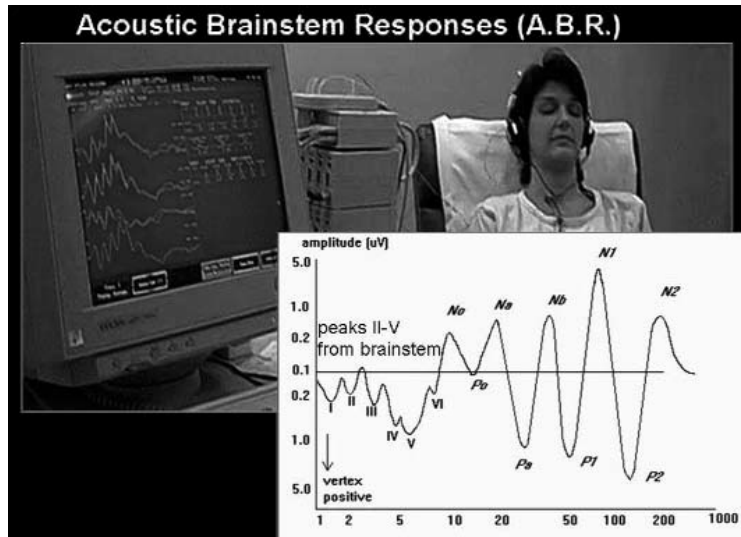 Acoustic Brainstem Responses (A.B.R.)
amplitude (uV)
5.0
1.0
0.2
0.1
0.2
1.0
5.0
peaks II-V
from brainstem
I
II
III
IV
V
VI
No
Po
Na
Pa
Nb
P1
N1
P2
N2
vertex
positive
1 2 5 10 20 50 100 200 1000